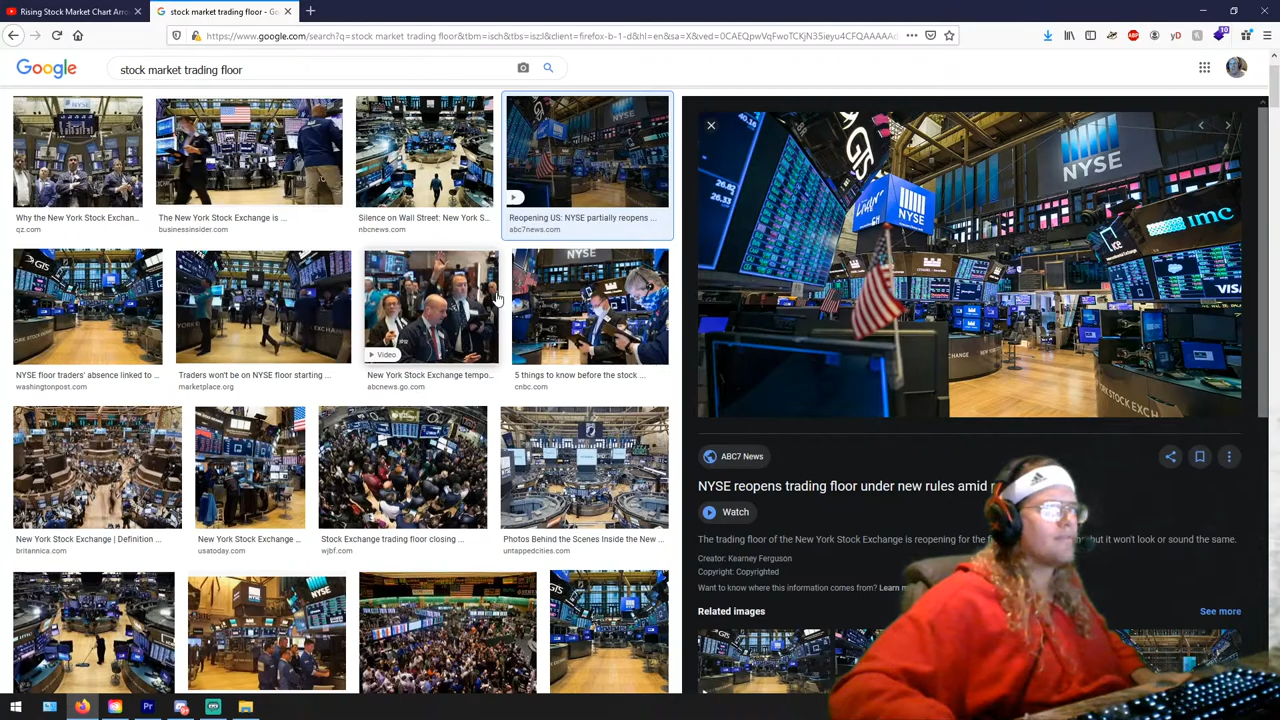 Rising Stock Market Chart Arro
stock market trading floor - Go
https://www.google.com/search?q=stock market trading floor&tbm=isch&tbs=isz:l&client=firefox-b-1-d&hl=en&sa=X&ved=0CAEQpwVqFwoTCKjN35ieyu4CFQAAAAAd
Google
stock market trading floor
Why the New York Stock Exchan...
qz.com
The New York Stock Exchange is ...
businessinsider.com
Silence on Wall Street: New York S...
nbcnews.com
Reopening US: NYSE partially reopens ...
abc7news.com
NYSE floor traders' absence linked to ...
washingtonpost.com
Traders won't be on NYSE floor starting ...
marketplace.org
Video
New York Stock Exchange tempo...
abcnews.go.com
5 things to know before the stock ...
cnbc.com
New York Stock Exchange | Definition ...
britannica.com
New York Stock Exchange ...
usatoday.com
Stock Exchange trading floor closing ...
wjbf.com
Photos Behind the Scenes Inside the New ...
untappedcities.com
GTS
NYSE
NYSE
imc
ABC7 News
NYSE reopens trading floor under new rules amid
Watch
The trading floor of the New York Stock Exchange is reopening for the but it won't look or sound the same.
Creator: Kearney Ferguson
Copyright: Copyrighted
Want to know where this information comes from? Learn
Related images
See more